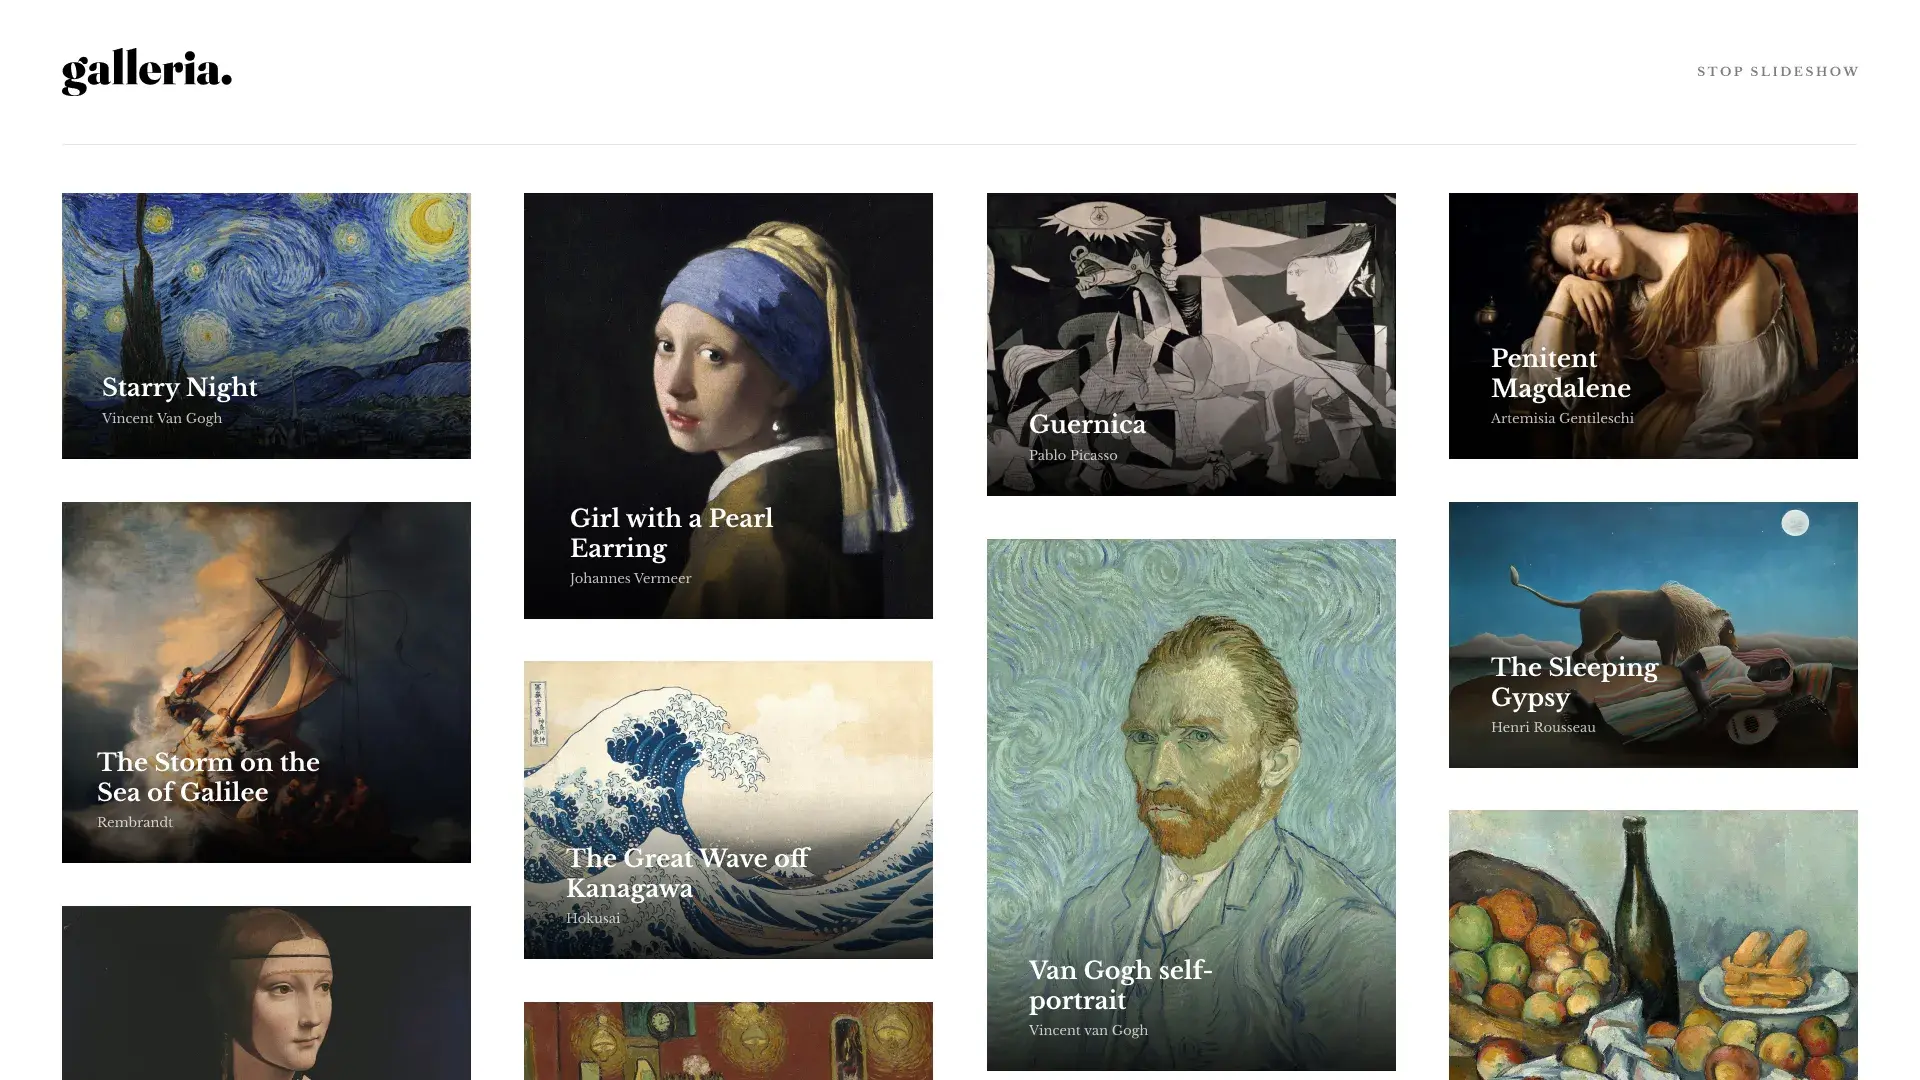 galleria.
STOP SLIDESHOW
Starry Night
Vincent Van Gogh
Girl with a Pearl
Earring
Johannes Vermeer
Guernica
Pablo Picasso
Penitent
Magdalene
Artemisia Gentileschi
The Storm on the
Sea of Galilee
Rembrandt
The Great Wave off
Kanagawa
Hokusai
Van Gogh self-
portrait
Vincent van Gogh
The Sleeping
Gypsy
Henri Rousseau